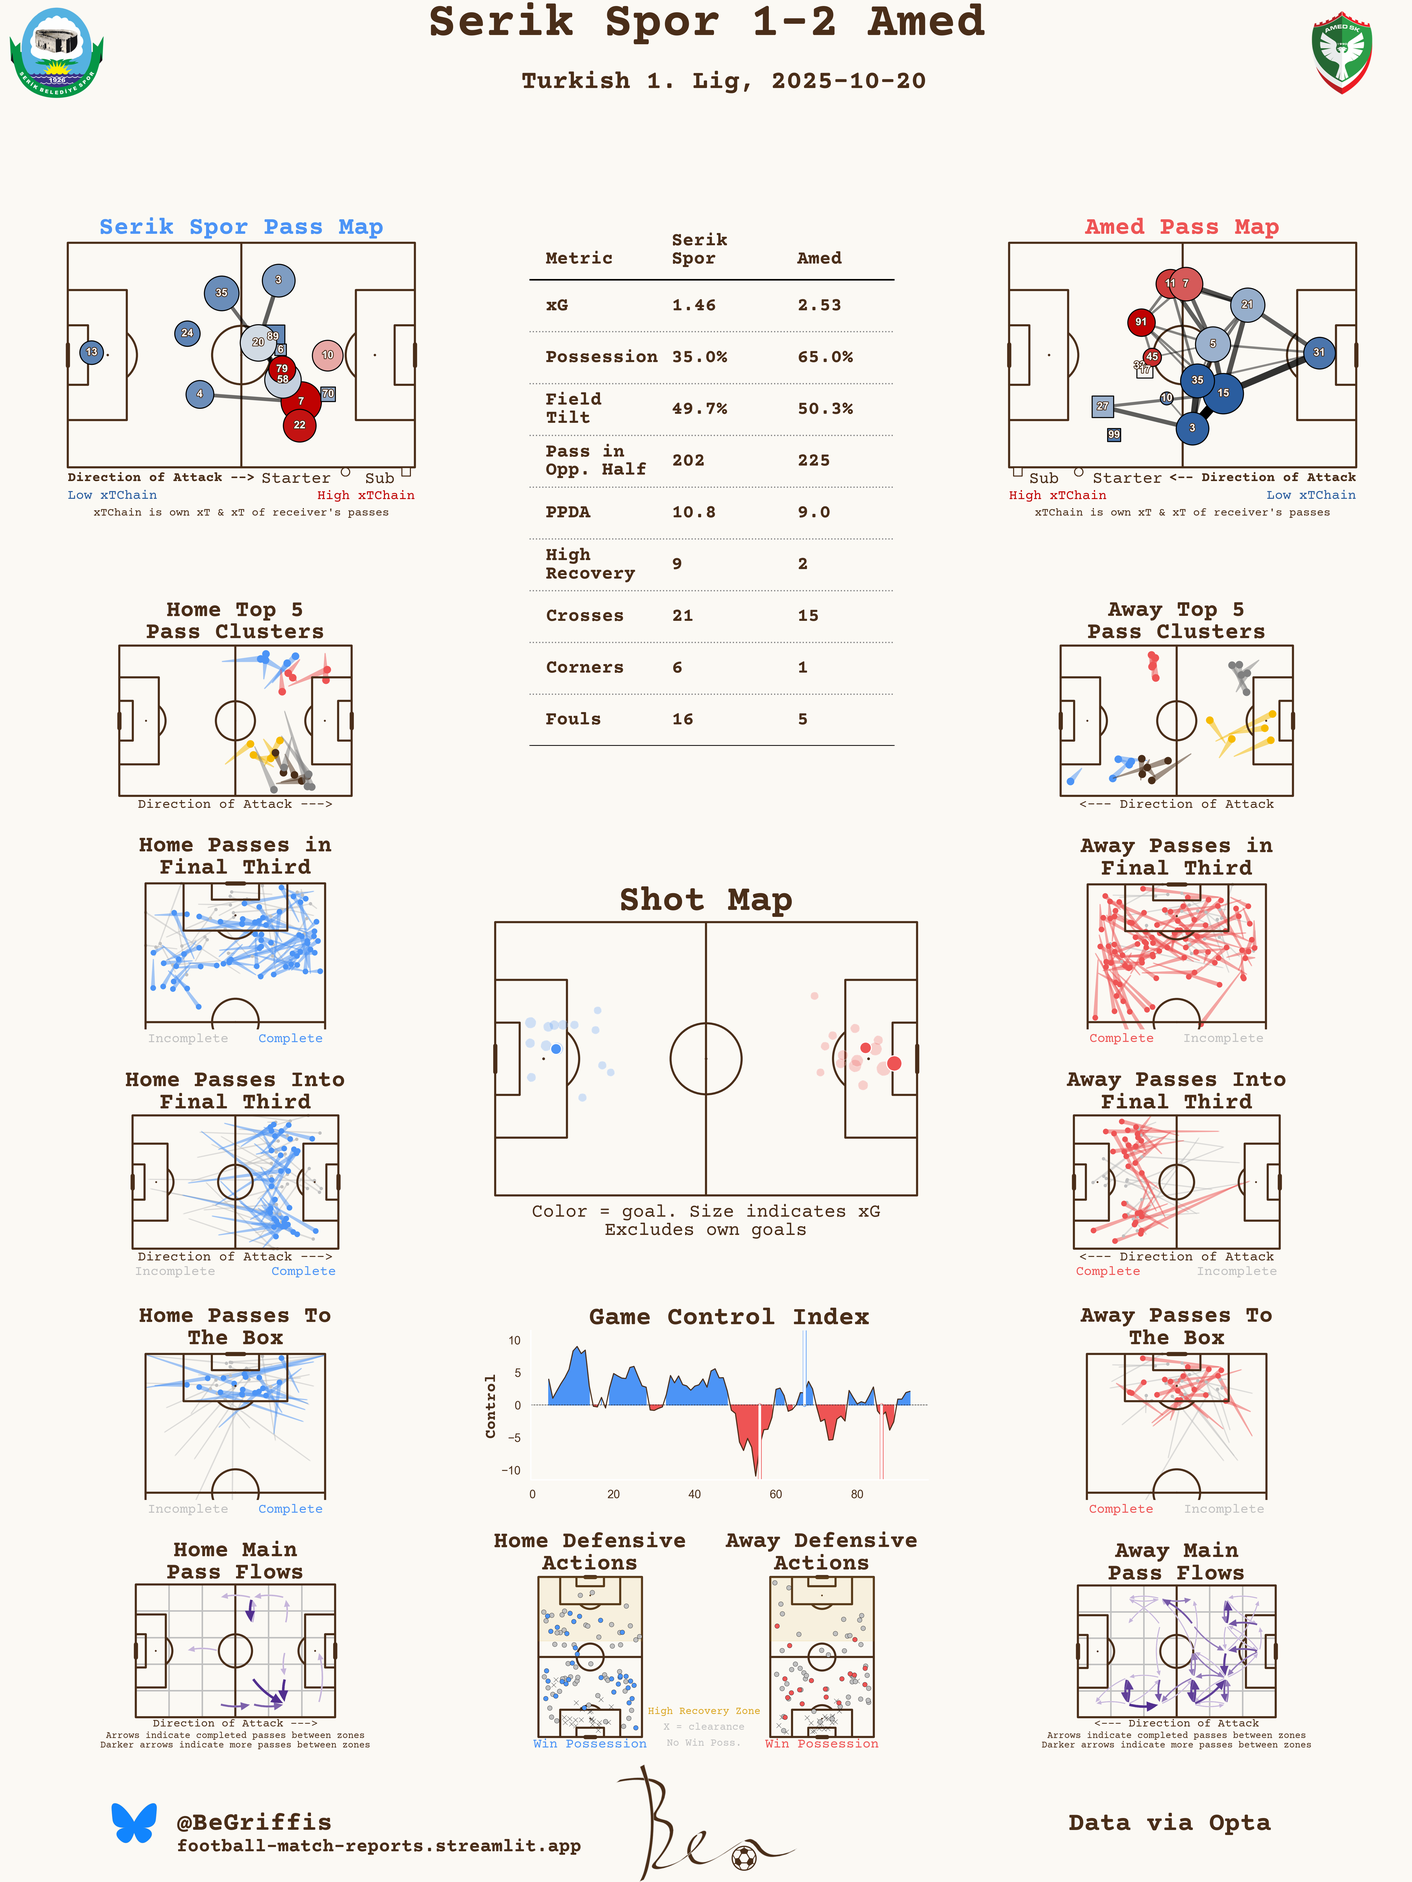 Serik Spor 1-2 Amed
Turkish 1. Lig, 2025-10-20
1926
SERIK BELEDİYE SPOR
AMED SK
Serik Spor Pass Map
35
3
24
89
20
6
13
10
79
58
4
7
70
22
Direction of Attack --> Starter Sub
Low xTChain High xTChain
xTChain is own xT & xT of receiver's passes
Metric Serik Spor Amed
xG 1.46 2.53
Possession 35.0% 65.0%
Field Tilt 49.7% 50.3%
Pass in Opp. Half 202 225
PPDA 10.8 9.0
High Recovery 9 2
Crosses 21 15
Corners 6 1
Fouls 16 5
Amed Pass Map
11 7
21
91
5
45
31
17
35
15
10
27
3
99
Sub Starter <-- Direction of Attack
High xTChain Low xTChain
xTChain is own xT & xT of receiver's passes
Home Top 5
Pass Clusters
Direction of Attack --->
Away Top 5
Pass Clusters
<--- Direction of Attack
Home Passes in
Final Third
Incomplete Complete
Away Passes in
Final Third
Complete Incomplete
Shot Map
Color = goal. Size indicates xG
Excludes own goals
Home Passes Into
Final Third
Direction of Attack --->
Incomplete Complete
Away Passes Into
Final Third
<--- Direction of Attack
Complete Incomplete
Home Passes To
The Box
Incomplete Complete
Game Control Index
Control
10
5
0
−5
−10
0 20 40 60 80
Away Passes To
The Box
Complete Incomplete
Home Main
Pass Flows
Direction of Attack --->
Arrows indicate completed passes between zones
Darker arrows indicate more passes between zones
Home Defensive
Actions
Win Possession
Away Defensive
Actions
Win Possession
High Recovery Zone
X = clearance
No Win Poss.
Away Main
Pass Flows
<--- Direction of Attack
Arrows indicate completed passes between zones
Darker arrows indicate more passes between zones
@BeGriffis
football-match-reports.streamlit.app
Ben
Data via Opta